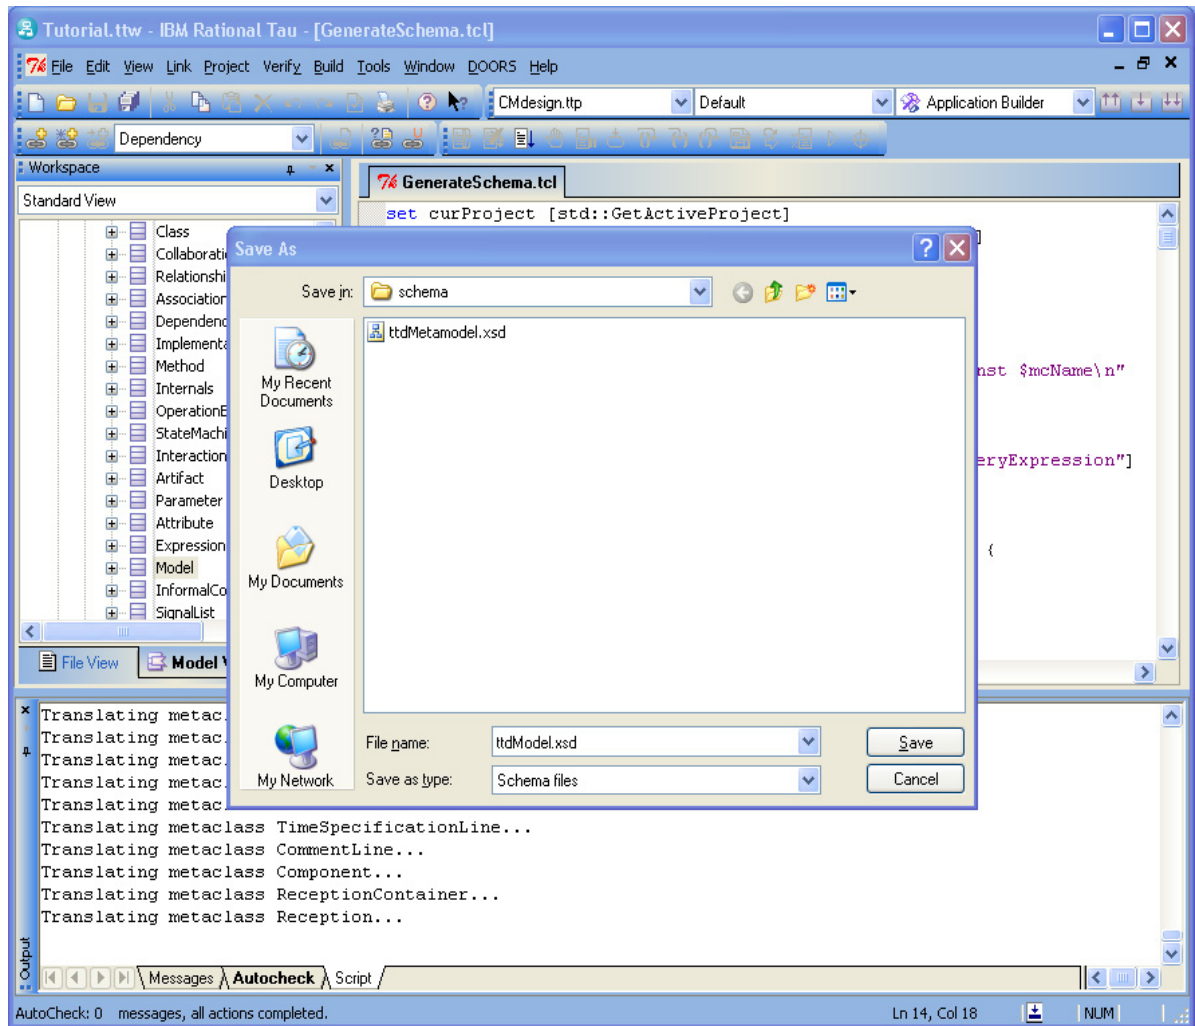 Tutorial.ttw - IBM Rational Tau - [GenerateSchema.tcl]
File Edit View Link Project Verify Build Tools Window DOORS Help
CMdesign.ttp Default Application Builder
Dependency
Workspace
Standard View
GenerateSchema.tcl
set curProject [std::GetActiveProject]
]
Class
Collaborati
Relationshi
Association
Dependenc
Implementa
Method
Internals
OperationE
StateMachi
Interaction
Artifact
Parameter
Attribute
Expression
Model
InformalCo
SignalList
nst $mcName\n"
eryExpression"]
{
File View
Model V
Save As
Save in:
schema
ttdMetamodel.xsd
My Recent
Documents
Desktop
My Documents
My Computer
My Network
File name:
ttdModel.xsd
Save
Save as type:
Schema files
Cancel
Translating metac
Translating metac
Translating metac
Translating metac
Translating metac
Translating metaclass TimeSpecificationLine...
Translating metaclass CommentLine...
Translating metaclass Component...
Translating metaclass ReceptionContainer...
Translating metaclass Reception...
Output
Messages Autocheck Script
AutoCheck: 0 messages, all actions completed.
Ln 14, Col 18
NUM